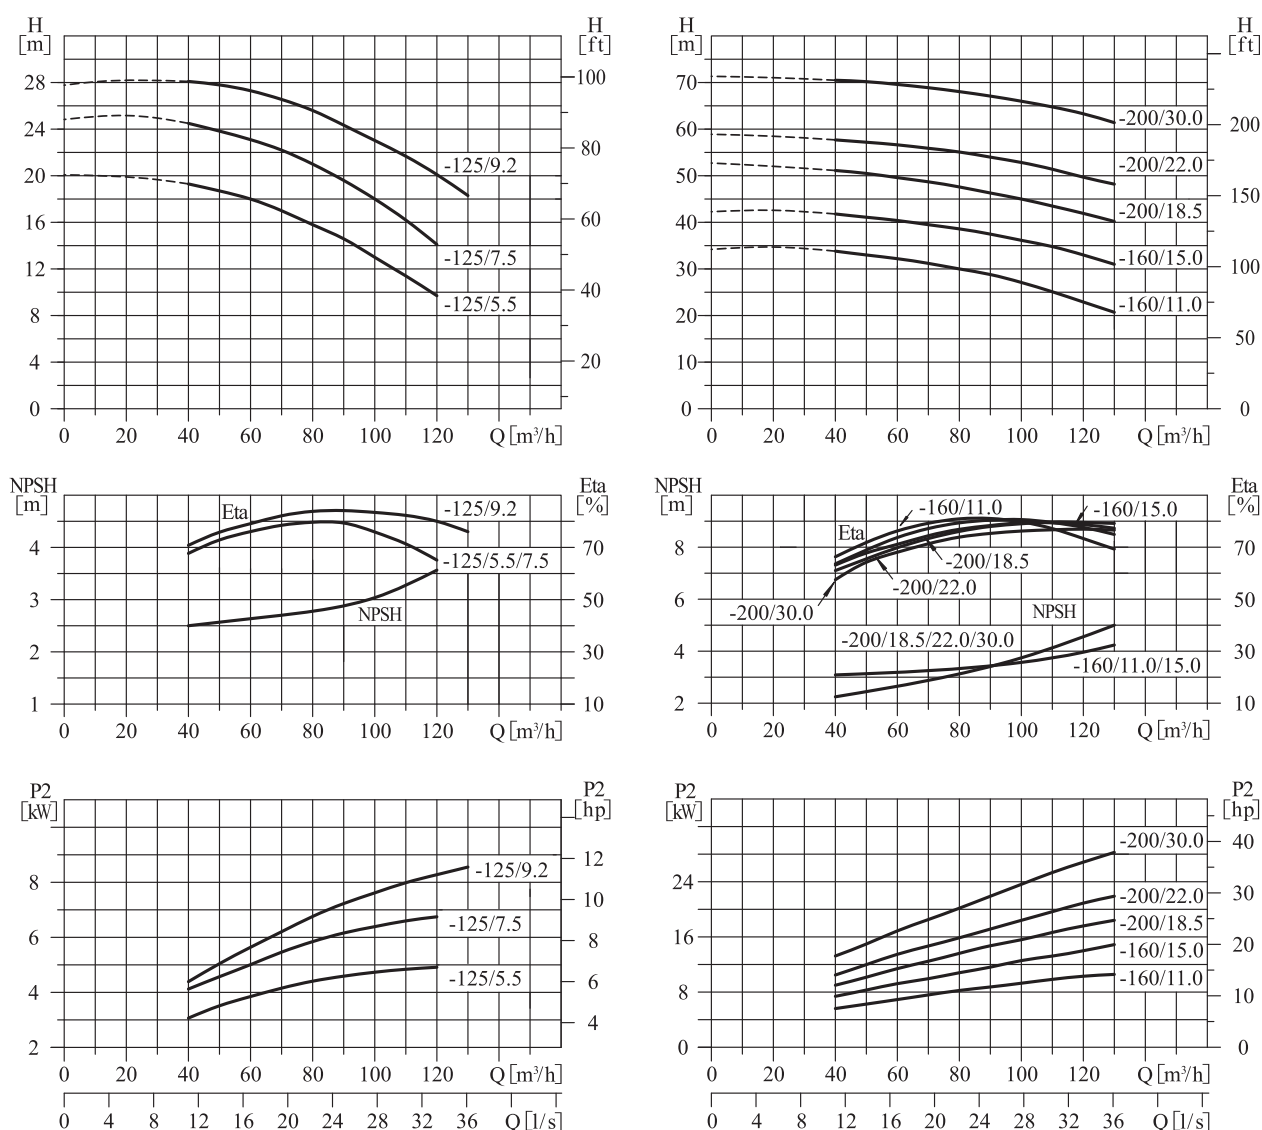 H
[m]
H
[ft]
28
24
20
16
12
8
4
0
100
80
60
40
20
-125/9.2
-125/7.5
-125/5.5
0 20 40 60 80 100 120 Q[m³/h]
H
[m]
H
[ft]
70
60
50
40
30
20
10
0
200
150
100
50
0
-200/30.0
-200/22.0
-200/18.5
-160/15.0
-160/11.0
0 20 40 60 80 100 120 Q[m³/h]
NPSH
[m]
Eta
[%]
4
3
2
1
70
50
30
10
Eta
-125/9.2
-125/5.5/7.5
NPSH
0 20 40 60 80 100 120 Q[m³/h]
NPSH
[m]
Eta
[%]
8
6
4
2
70
50
30
10
-160/11.0
-160/15.0
Eta
-200/18.5
-200/22.0
-200/30.0
NPSH
-200/18.5/22.0/30.0
-160/11.0/15.0
0 20 40 60 80 100 120 Q[m³/h]
P2
[kW]
P2
[hp]
8
6
4
2
12
10
8
6
4
-125/9.2
-125/7.5
-125/5.5
0 20 40 60 80 100 120 Q[m³/h]
0 4 8 12 16 20 24 28 32 36 Q[l/s]
P2
[kW]
P2
[hp]
24
16
8
0
40
30
20
10
0
-200/30.0
-200/22.0
-200/18.5
-160/15.0
-160/11.0
0 20 40 60 80 100 120 Q[m³/h]
0 4 8 12 16 20 24 28 32 36 Q[l/s]